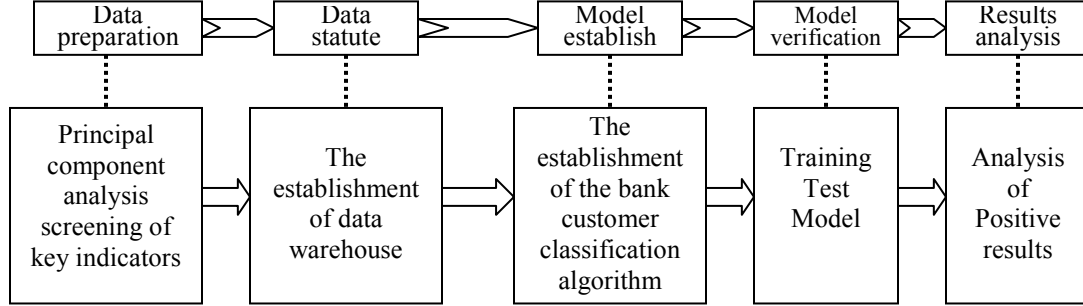 Data
preparation
Data
statute
Model
establish
Model
verification
Results
analysis
Principal
component
analysis
screening of
key indicators
The
establishment
of data
warehouse
The
establishment
of the bank
customer
classification
algorithm
Training
Test
Model
Analysis
of
Positive
results